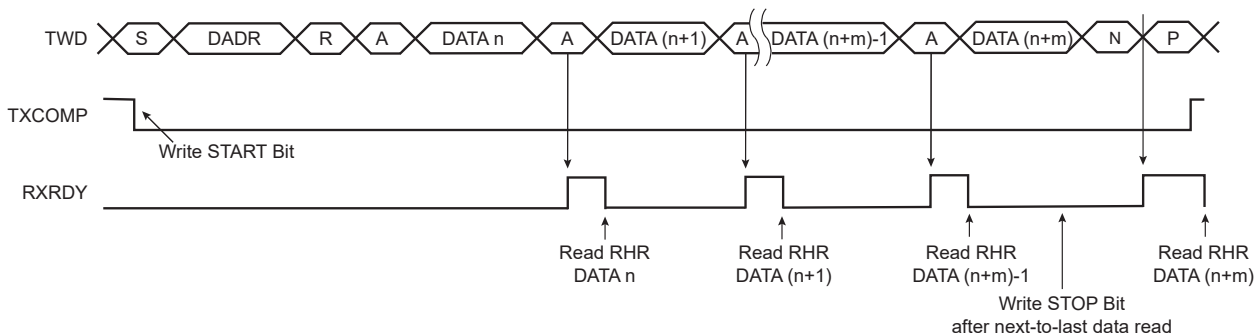 TWD S DADR R A DATA n A DATA (n+1) A DATA (n+m)-1 A DATA (n+m) N P
TXCOMP
Write START Bit
RXRDY
Read RHR
DATA n
Read RHR
DATA (n+1)
Read RHR
DATA (n+m)-1
Read RHR
DATA (n+m)
Write STOP Bit
after next-to-last data read